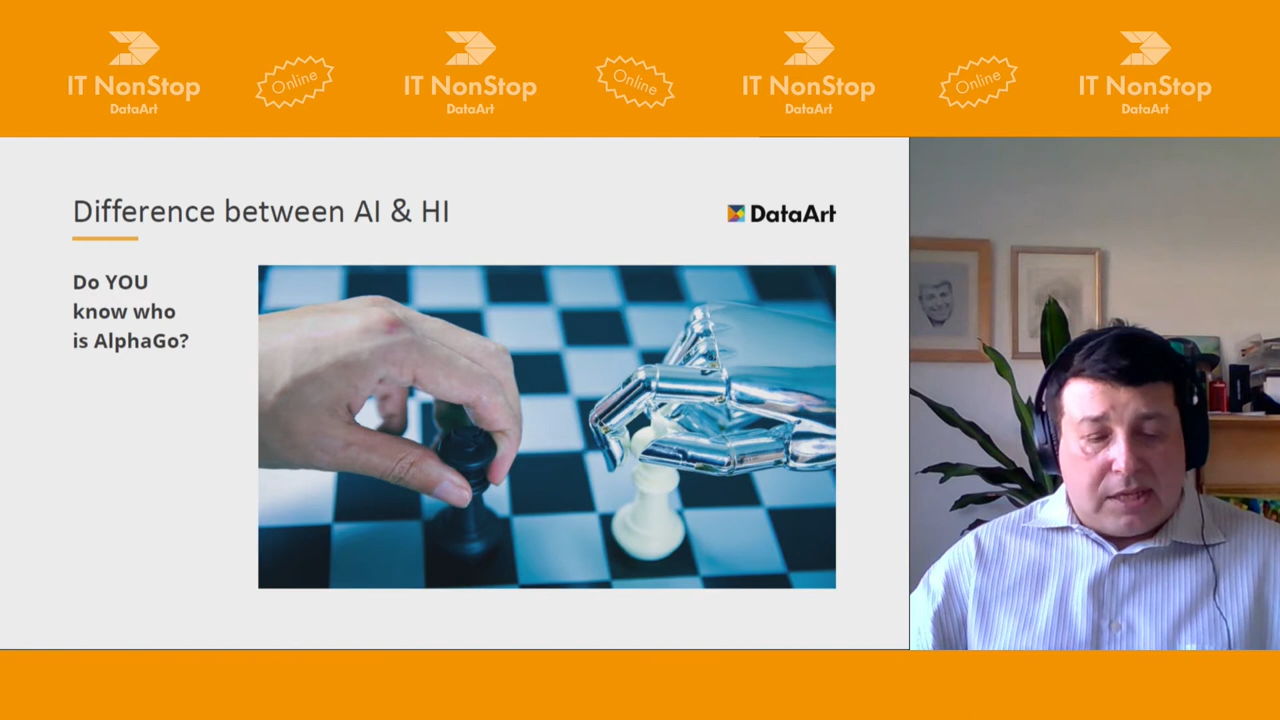 IT NonStop
DataArt
Online
IT NonStop
DataArt
Online
IT NonStop
DataArt
Online
IT NonStop
DataArt
Difference between AI & HI
DataArt
Do YOU
know who
is AlphaGo?